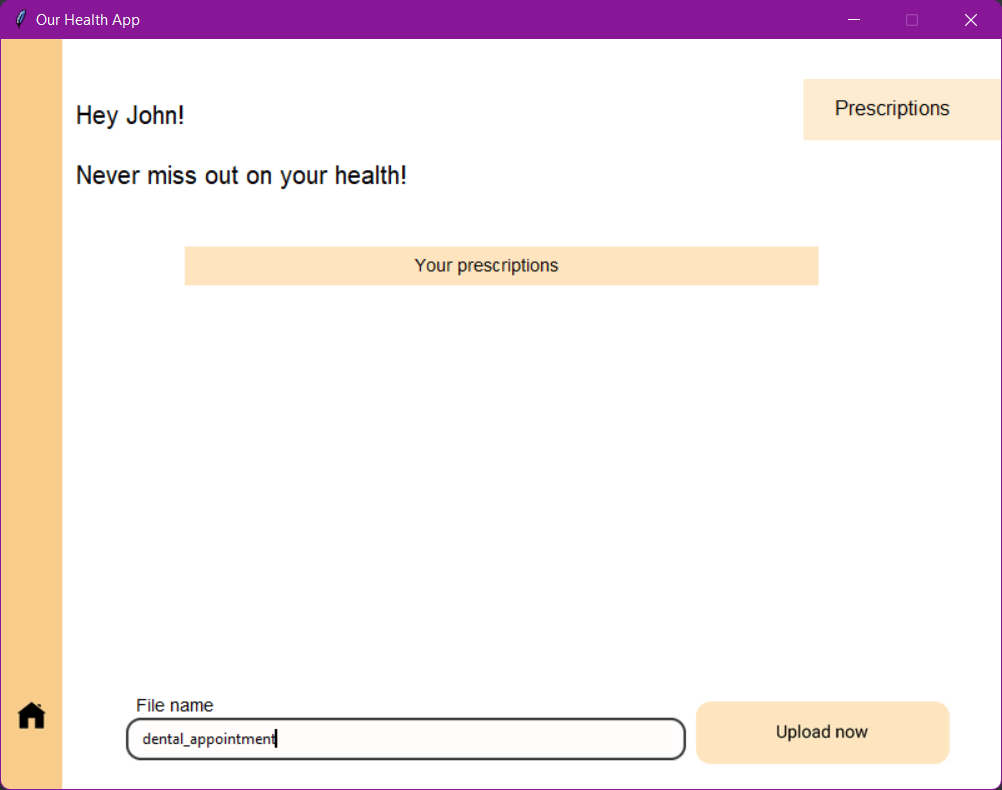 Our Health App
Hey John!
Prescriptions
Never miss out on your health!
Your prescriptions
File name
dental_appointment
Upload now